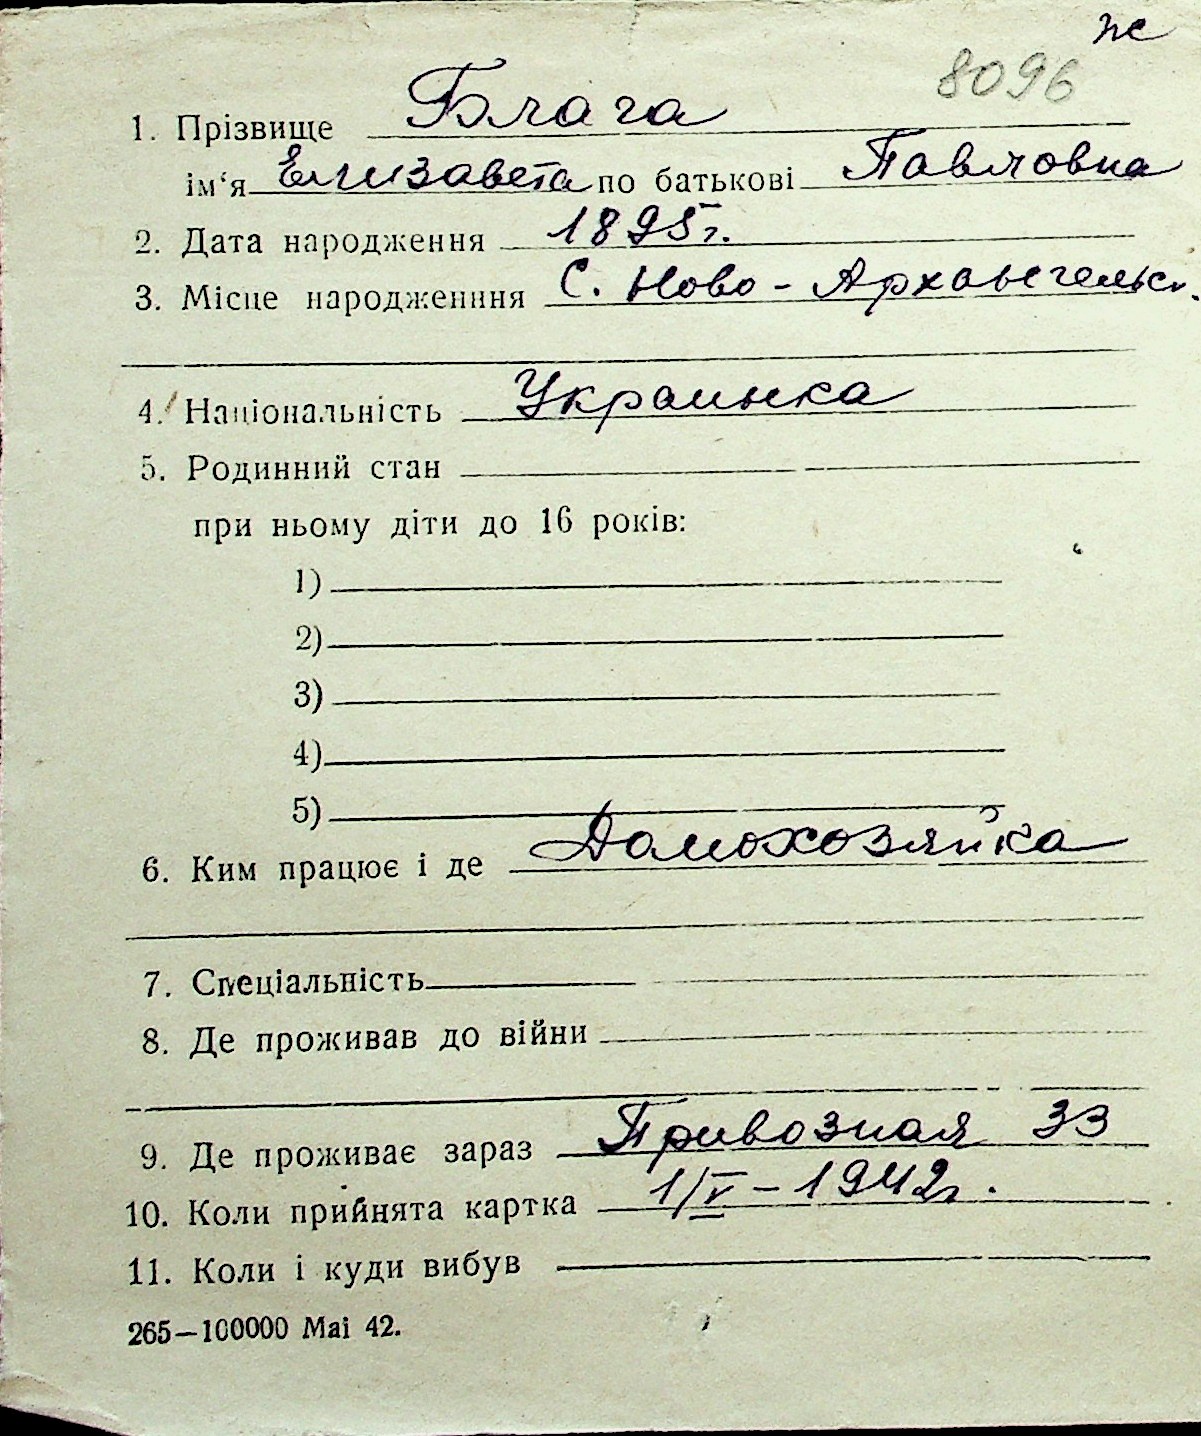 ж
8096
1. Прізвище Блага
ім‘я Елизавета по батькові Павловна
2. Дата народження 1895г.
3. Місце народженння С. Ново-Архангельск.
4. Національність Украинка
5. Родинний стан
при ньому діти до 16 років:
1)
2)
3)
4)
5)
6. Ким працює і де Домохозяйка
7. Спеціальність
8. Де проживав до війни
9. Де проживає зараз Привозная 33
10. Коли прийнята картка 1/V-1942г.
11. Коли і куди вибув
265—100000 Mai 42.